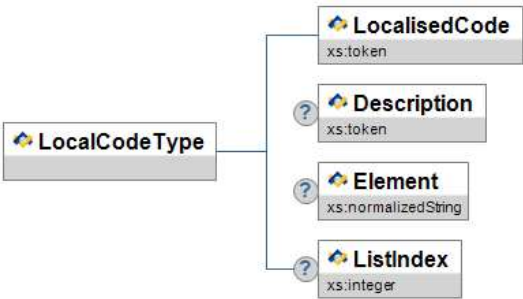 LocalisedCode
xs:token
? Description
xs:token
LocalCodeType
? Element
xs:normalizedString
? ListIndex
xs:integer